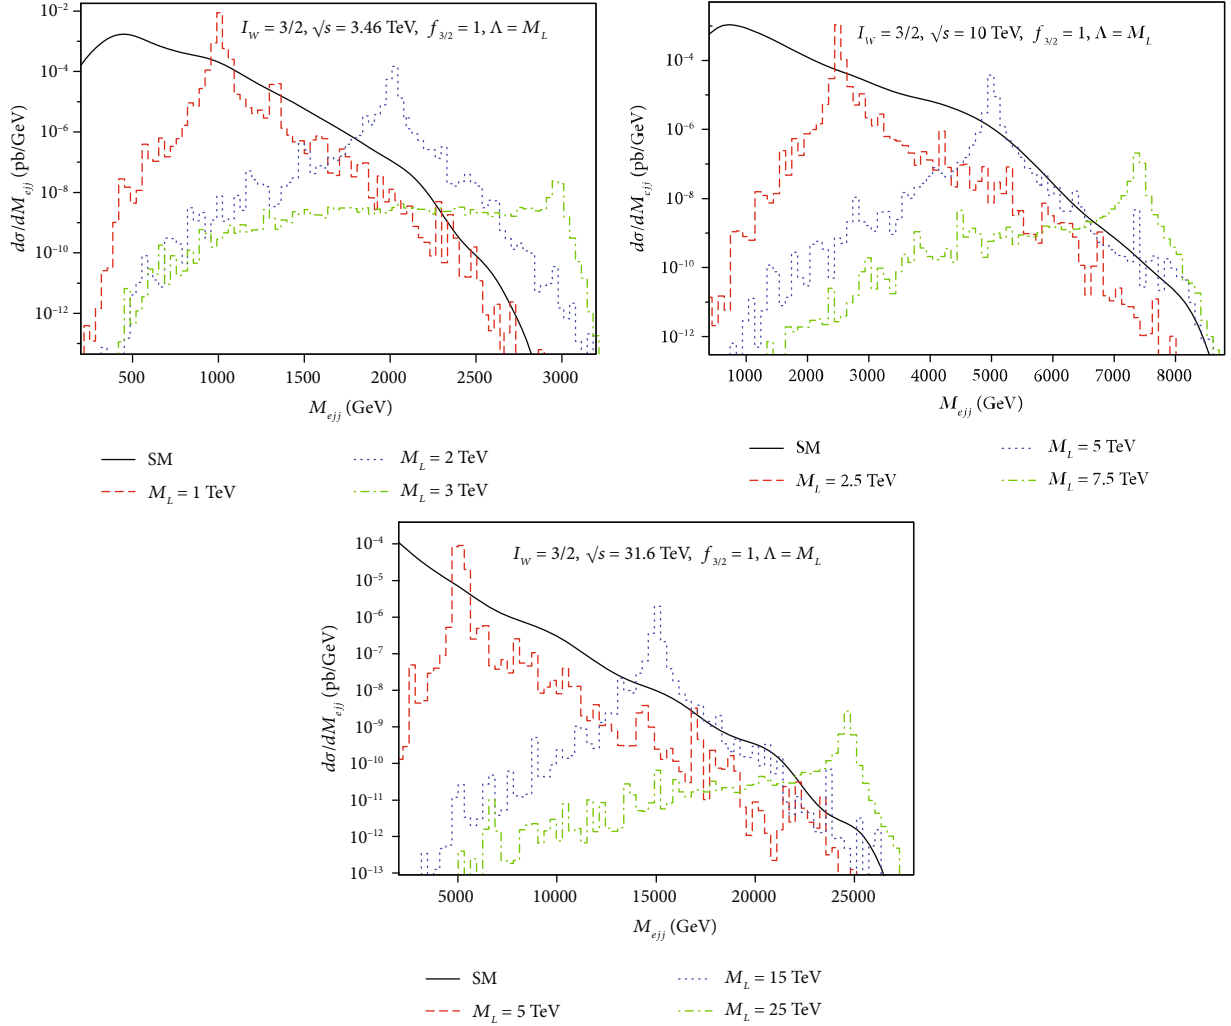 I_W = 3/2, √s = 3.46 TeV, f_3/2 = 1, Λ = M_L
10⁻²
10⁻⁴
10⁻⁶
10⁻⁸
10⁻¹⁰
10⁻¹²
dσ/dM_ejj (pb/GeV)
500 1000 1500 2000 2500 3000
M_ejj (GeV)
SM
M_L = 1 TeV
M_L = 2 TeV
M_L = 3 TeV
I_W = 3/2, √s = 10 TeV, f_3/2 = 1, Λ = M_L
10⁻⁴
10⁻⁶
10⁻⁸
10⁻¹⁰
10⁻¹²
dσ/dM_ejj (pb/GeV)
1000 2000 3000 4000 5000 6000 7000 8000
M_ejj (GeV)
SM
M_L = 2.5 TeV
M_L = 5 TeV
M_L = 7.5 TeV
I_W = 3/2, √s = 31.6 TeV, f_3/2 = 1, Λ = M_L
10⁻⁴
10⁻⁵
10⁻⁶
10⁻⁷
10⁻⁸
10⁻⁹
10⁻¹⁰
10⁻¹¹
10⁻¹²
10⁻¹³
dσ/dM_ejj (pb/GeV)
5000 10000 15000 20000 25000
M_ejj (GeV)
SM
M_L = 5 TeV
M_L = 15 TeV
M_L = 25 TeV